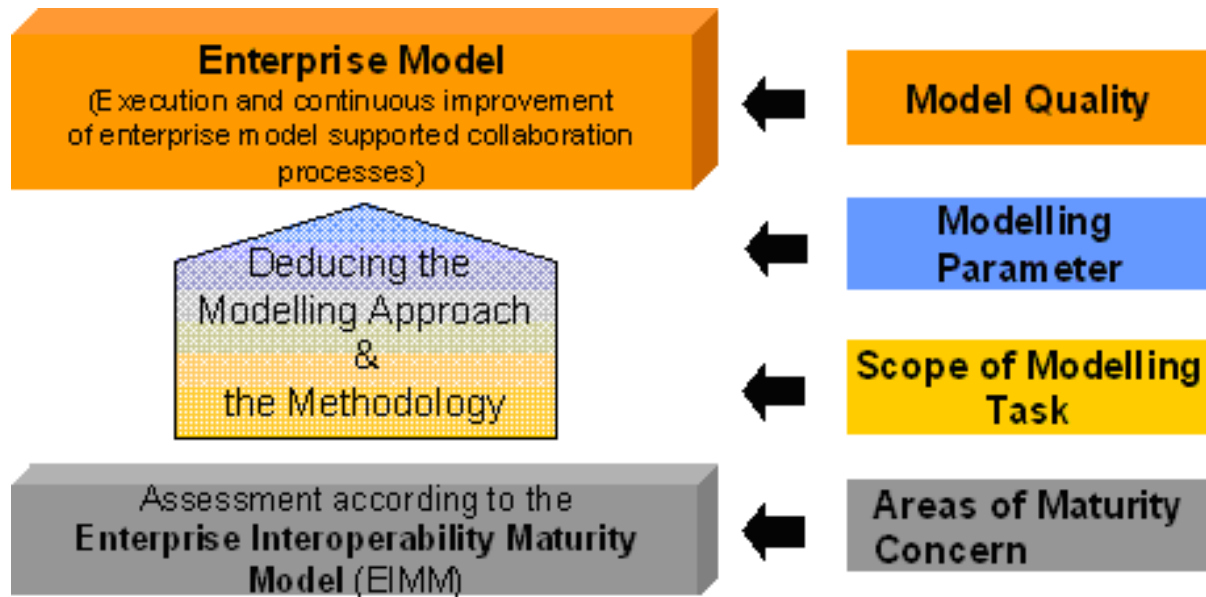 Enterprise Model
(Execution and continuous improvement
of enterprise model supported collaboration
processes)
Model Quality
Deducing the
Modelling Approach
&
the Methodology
Modelling
Parameter
Scope of Modelling
Task
Assessment according to the
Enterprise Interoperability Maturity
Model (EIMM)
Areas of Maturity
Concern